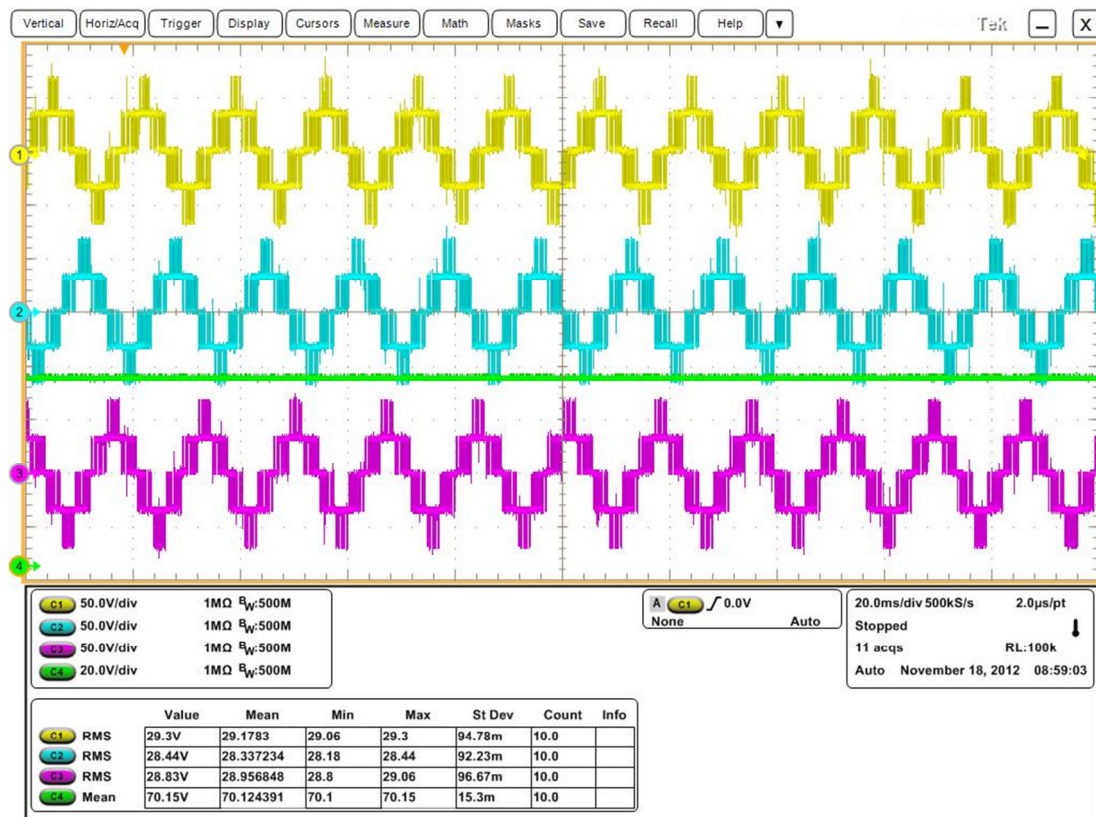 Vertical Horiz/Acq Trigger Display Cursors Measure Math Masks Save Recall Help ▼ Tek – X
1
2
3
4
C1 50.0V/div 1MΩ BW:500M
C2 50.0V/div 1MΩ BW:500M
C3 50.0V/div 1MΩ BW:500M
C4 20.0V/div 1MΩ BW:500M
A C1 0.0V
None Auto
20.0ms/div 500kS/s 2.0µs/pt
Stopped
11 acqs RL:100k
Auto November 18, 2012 08:59:03
Value Mean Min Max St Dev Count Info
C1 RMS 29.3V 29.1783 29.06 29.3 94.78m 10.0
C2 RMS 28.44V 28.337234 28.18 28.44 92.23m 10.0
C3 RMS 28.83V 28.956848 28.8 29.06 96.67m 10.0
C4 Mean 70.15V 70.124391 70.1 70.15 15.3m 10.0